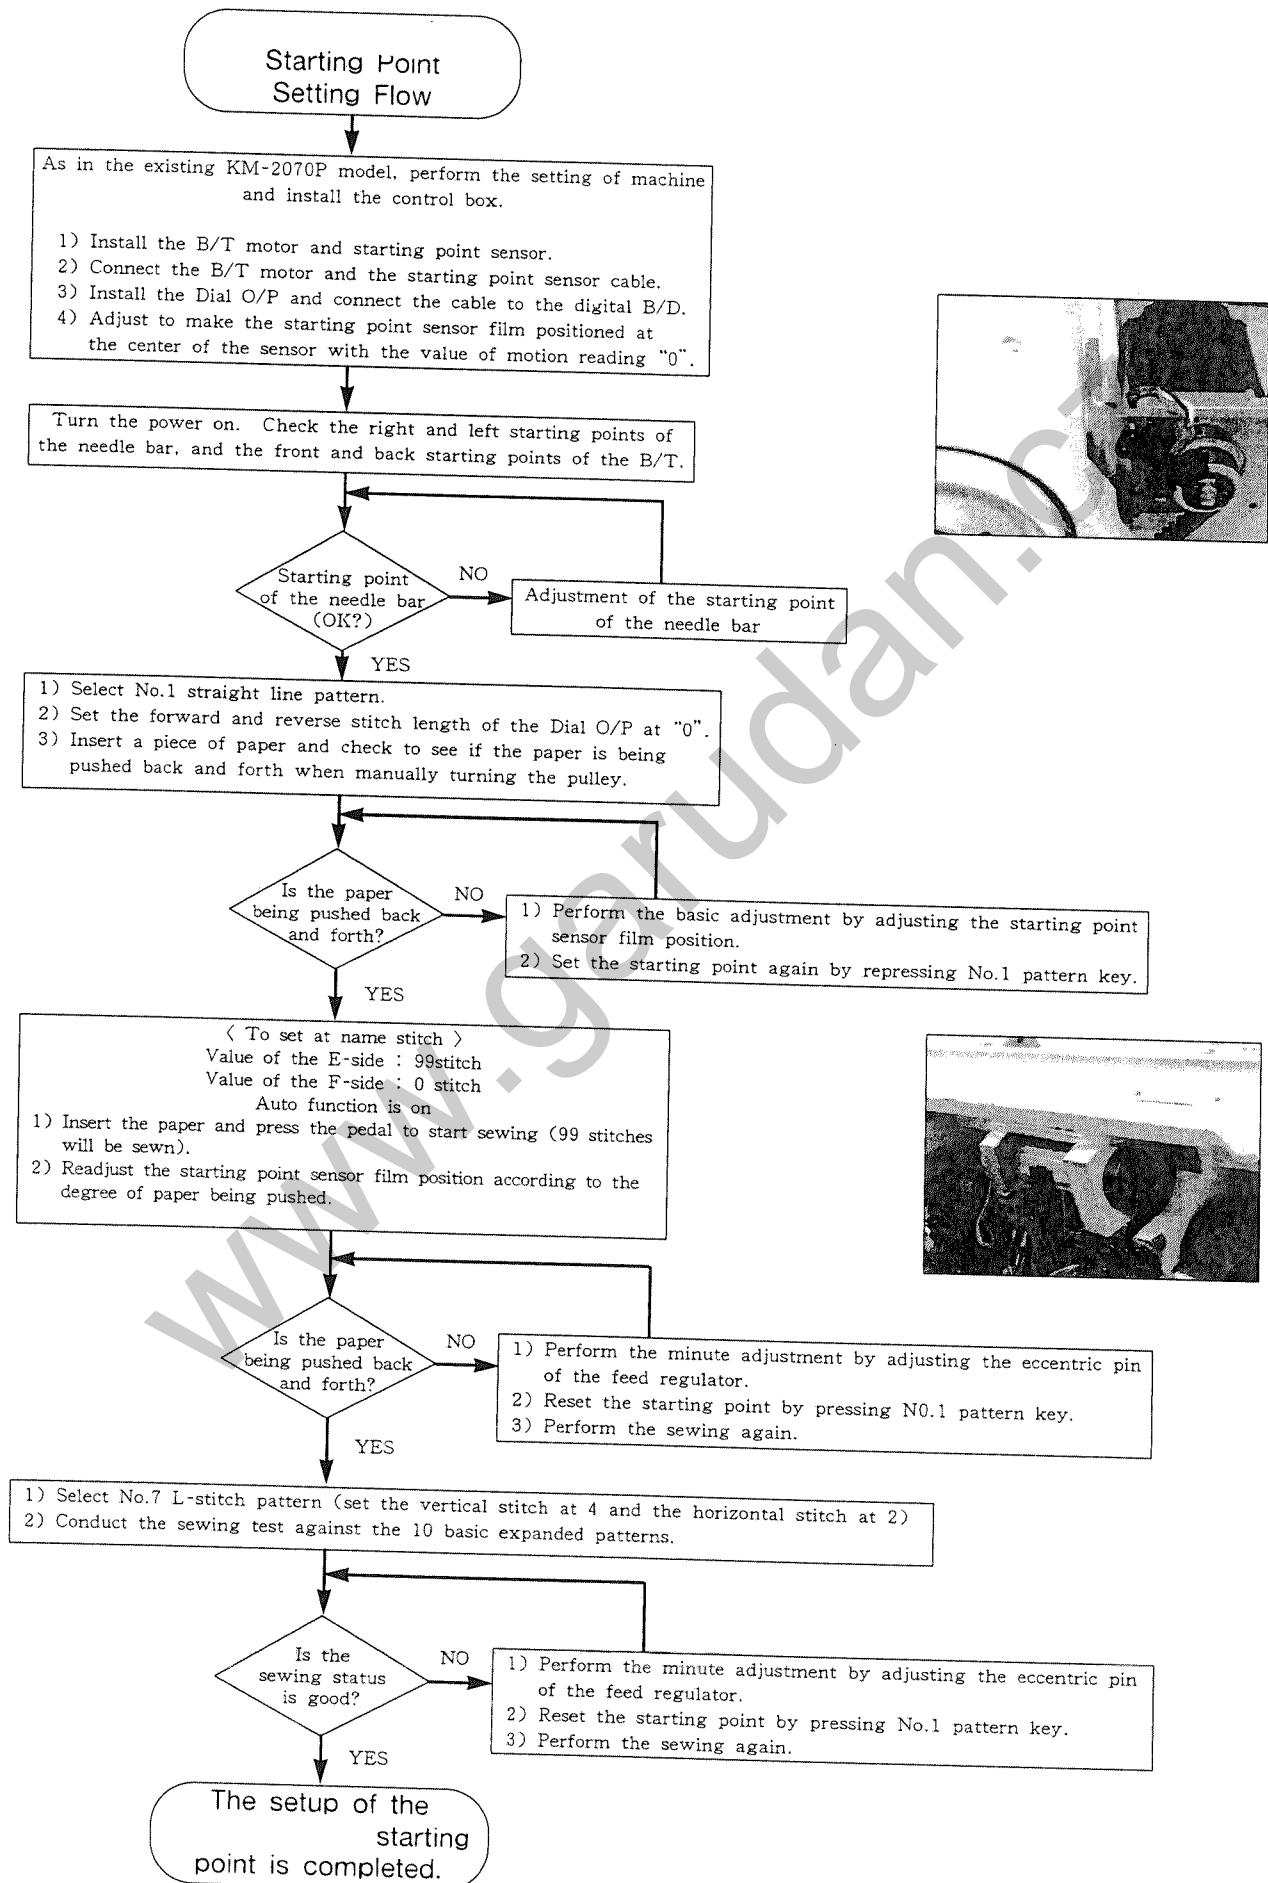 Starting Point
Setting Flow
As in the existing KM-2070P model, perform the setting of machine
and install the control box.
1) Install the B/T motor and starting point sensor.
2) Connect the B/T motor and the starting point sensor cable.
3) Install the Dial O/P and connect the cable to the digital B/D.
4) Adjust to make the starting point sensor film positioned at
the center of the sensor with the value of motion reading "0".
Turn the power on. Check the right and left starting points of
the needle bar, and the front and back starting points of the B/T.
Starting point
of the needle bar
(OK?)
NO
Adjustment of the starting point
of the needle bar
YES
1) Select No.1 straight line pattern.
2) Set the forward and reverse stitch length of the Dial O/P at "0".
3) Insert a piece of paper and check to see if the paper is being
pushed back and forth when manually turning the pulley.
Is the paper
being pushed back
and forth?
NO
1) Perform the basic adjustment by adjusting the starting point
sensor film position.
2) Set the starting point again by repressing No.1 pattern key.
YES
〈 To set at name stitch 〉
Value of the E-side : 99stitch
Value of the F-side : 0 stitch
Auto function is on
1) Insert the paper and press the pedal to start sewing (99 stitches
will be sewn).
2) Readjust the starting point sensor film position according to the
degree of paper being pushed.
Is the paper
being pushed back
and forth?
NO
1) Perform the minute adjustment by adjusting the eccentric pin
of the feed regulator.
2) Reset the starting point by pressing NO.1 pattern key.
3) Perform the sewing again.
YES
1) Select No.7 L-stitch pattern (set the vertical stitch at 4 and the horizontal stitch at 2)
2) Conduct the sewing test against the 10 basic expanded patterns.
Is the
sewing status
is good?
NO
1) Perform the minute adjustment by adjusting the eccentric pin
of the feed regulator.
2) Reset the starting point by pressing No.1 pattern key.
3) Perform the sewing again.
YES
The setup of the
starting
point is completed.
www.garudan.cz